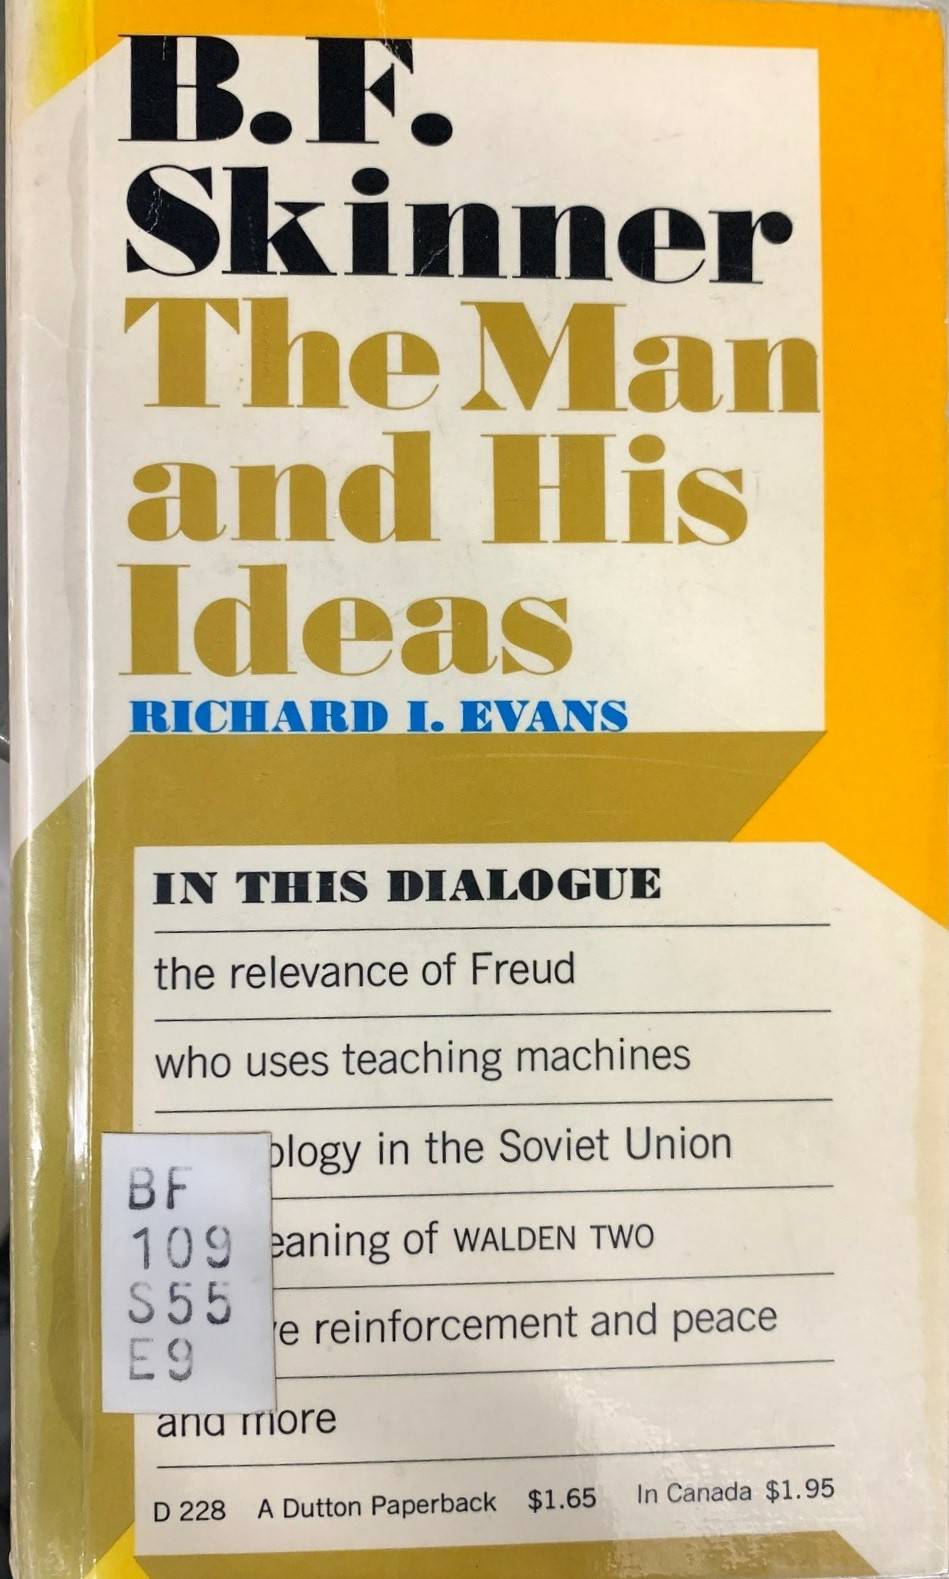 B.F.
Skinner
The Man
and His
Ideas
RICHARD I. EVANS
IN THIS DIALOGUE
the relevance of Freud
who uses teaching machines
ology in the Soviet Union
eaning of WALDEN TWO
e reinforcement and peace
and more
D 228 A Dutton Paperback $1.65 In Canada $1.95
BF
109
S55
E9